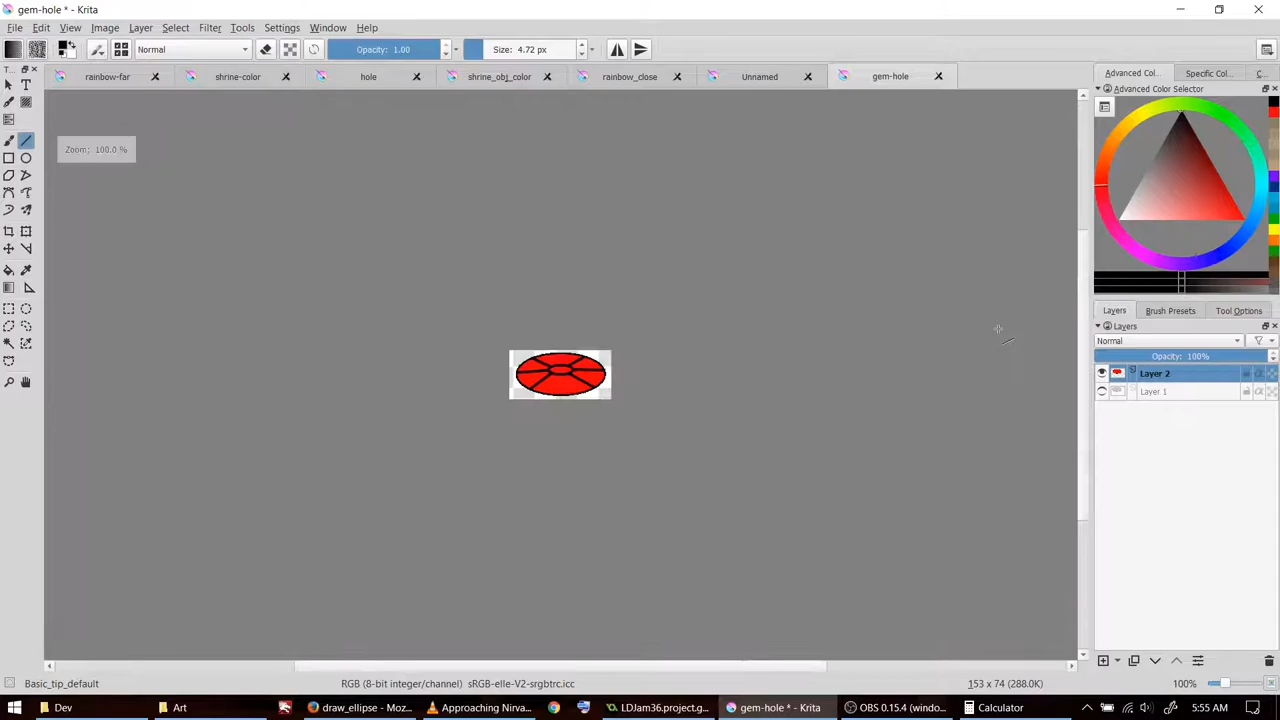 gem-hole * - Krita
File Edit View Image Layer Select Filter Tools Settings Window Help
Normal Opacity: 1.00 Size: 4.72 px
rainbow-far shrine-color hole shrine_obj_color rainbow_close Unnamed gem-hole
T...
Advanced Col... Specific Col... C...
Advanced Color Selector
Zoom: 100.0 %
Layers Brush Presets Tool Options
Layers
Normal
Opacity: 100%
Layer 2
Layer 1
Basic_tip_default RGB (8-bit integer/channel) sRGB-elle-V2-srgbtrc.icc 153 x 74 (288.0K) 100%
Dev Art draw_ellipse - Moz... Approaching Nirva... LDJam36.project.g... gem-hole * - Krita OBS 0.15.4 (windo... Calculator 5:55 AM